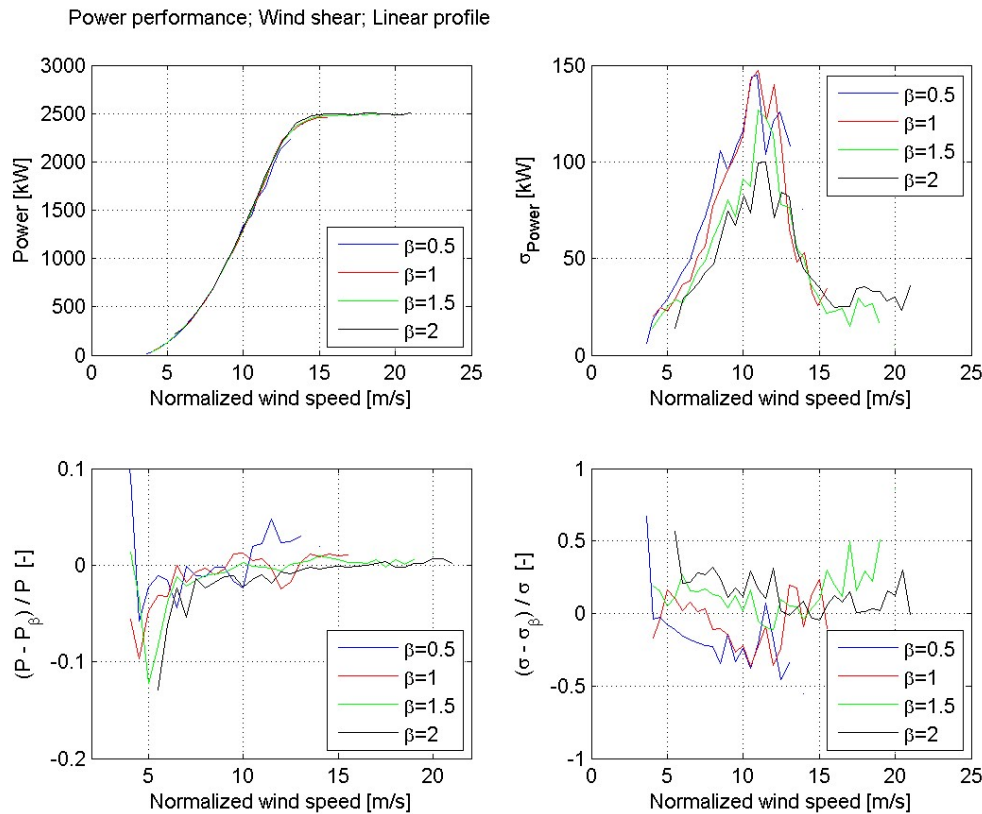 Power performance; Wind shear; Linear profile
Power [kW]
3000
2500
2000
1500
1000
500
0
0 5 10 15 20 25
Normalized wind speed [m/s]
β=0.5
β=1
β=1.5
β=2
σPower [kW]
150
100
50
0
0 5 10 15 20 25
Normalized wind speed [m/s]
β=0.5
β=1
β=1.5
β=2
(P - Pβ) / P [-]
0.1
0
-0.1
-0.2
5 10 15 20
Normalized wind speed [m/s]
β=0.5
β=1
β=1.5
β=2
(σ - σβ) / σ [-]
1
0.5
0
-0.5
-1
0 5 10 15 20 25
Normalized wind speed [m/s]
β=0.5
β=1
β=1.5
β=2